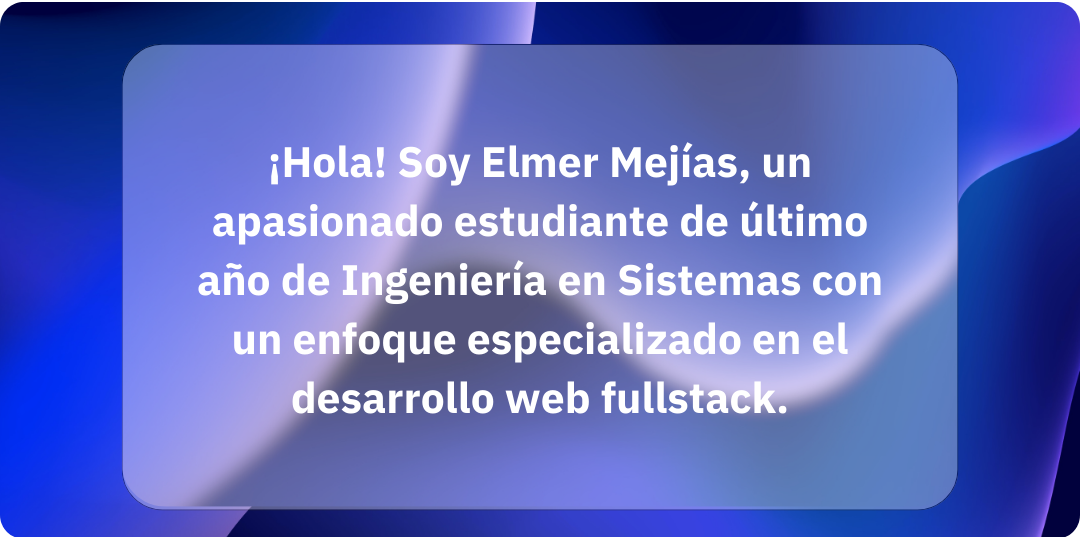 ¡Hola! Soy Elmer Mejías, un
apasionado estudiante de último
año de Ingeniería en Sistemas con
un enfoque especializado en el
desarrollo web fullstack.